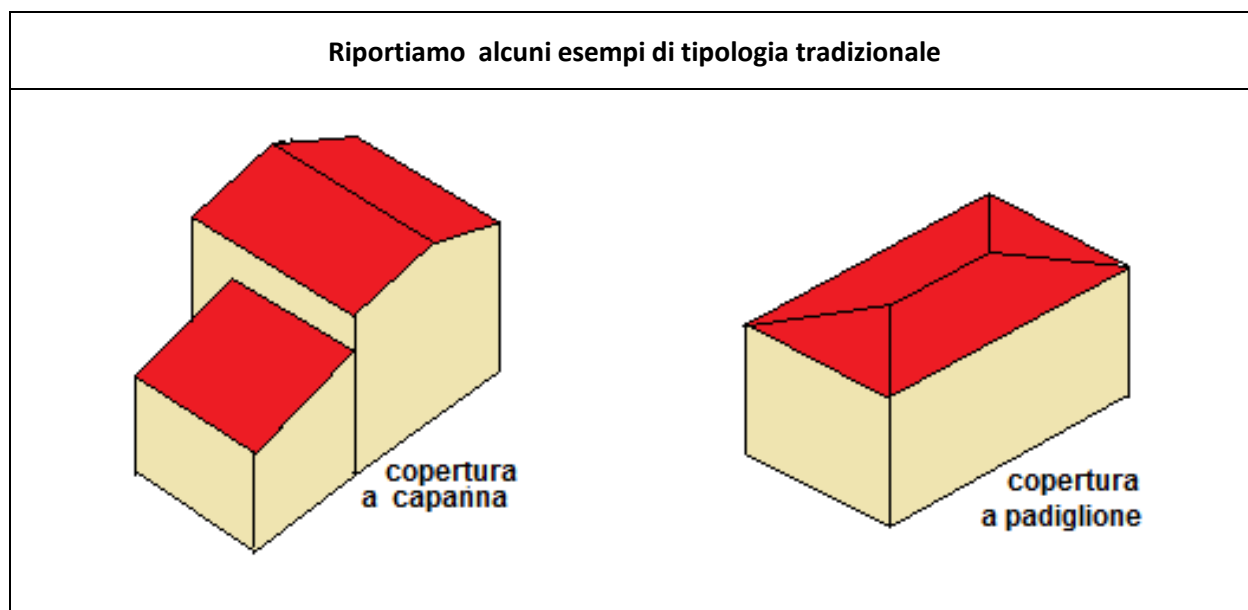 Riportiamo alcuni esempi di tipologia tradizionale
copertura
a capanna
copertura
a padiglione